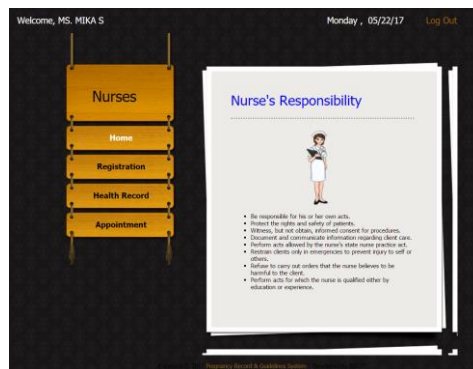 Welcome, MS. MIKA S
Monday , 05/22/17
Log Out
Nurses
Home
Registration
Health Record
Appointment
Nurse's Responsibility
Be responsible for his or her own acts.
Protect the rights and safety of patients.
Witness, but not obtain, informed consent for procedures.
Document and communicate information regarding client care.
Perform acts allowed by the nurse's state nurse practice act.
Restrain clients only in emergencies to prevent injury to self or
others.
Refuse to carry out orders that the nurse believes to be
harmful to the client.
Perform acts for which the nurse is qualified either by
education or experience.
Pregnancy Record & Guidelines System